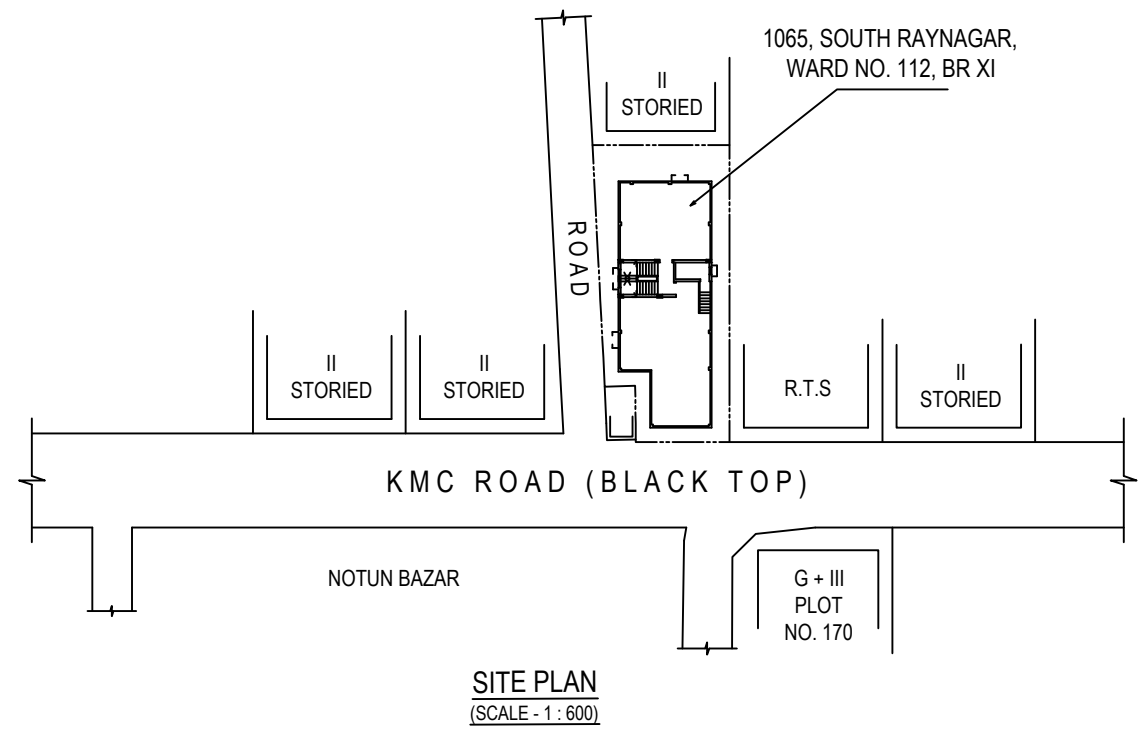 1065, SOUTH RAYNAGAR,
WARD NO. 112, BR XI
II
STORIED
ROAD
II
STORIED
II
STORIED
R.T.S
II
STORIED
KMC ROAD (BLACK TOP)
NOTUN BAZAR
G + III
PLOT
NO. 170
SITE PLAN
(SCALE - 1 : 600)